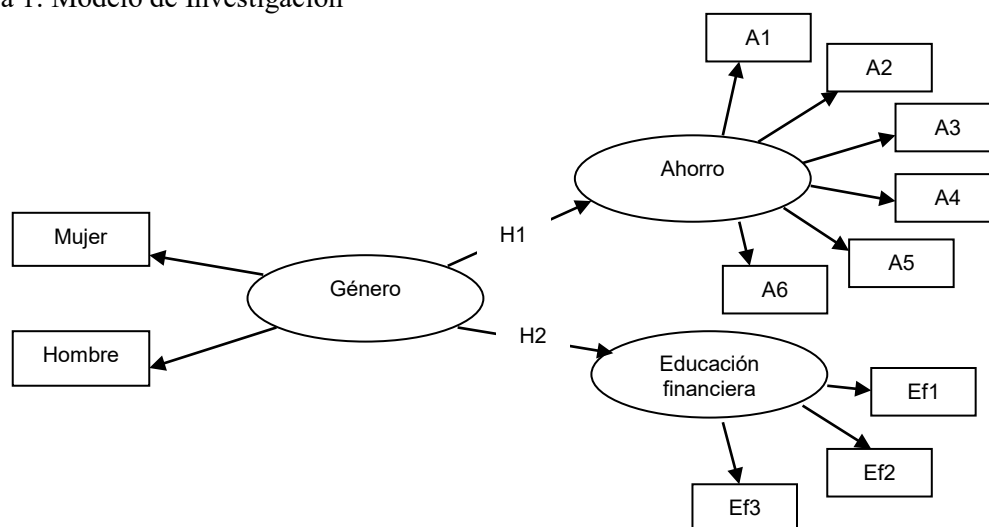 a 1: Modelo de Investigación
A1
A2
A3
Ahorro
A4
Mujer
H1
A5
Género
A6
Hombre
H2
Educación
financiera
Ef1
Ef2
Ef3